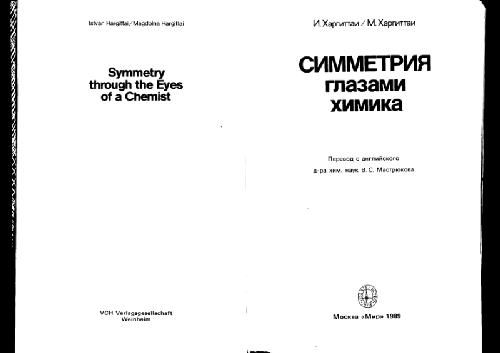 Istvan Hargittai/Magdolna Hargittai
Symmetry
through the Eyes
of a Chemist
VCH Verlagsgesellschaft
Weinheim
И. Харгиттаи / М. Харгиттаи
СИММЕТРИЯ
глазами
химика
Перевод с английского
д-ра хим. наук В. С. Мастрюкова
Москва «Мир» 1989